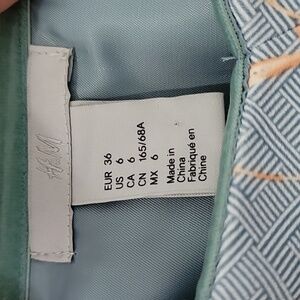 H&M
EUR 36
US 6
CA 6
CN 165/68A
MX 6
Made in
China
Fabriqué en
Chine